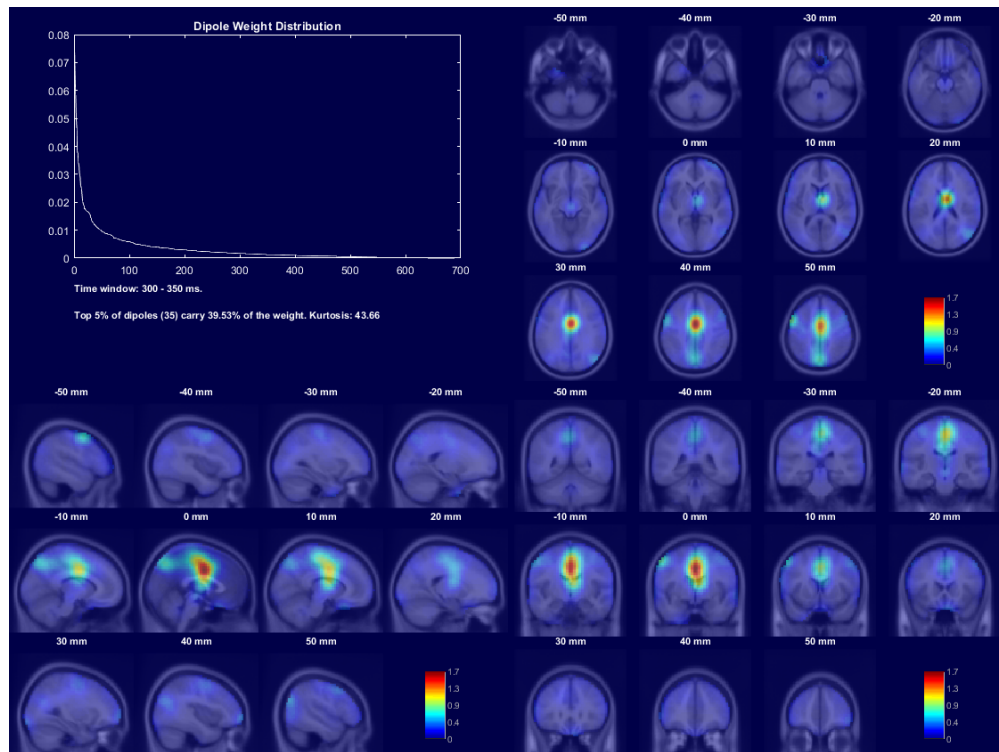 Dipole Weight Distribution
0.08
0.07
0.06
0.05
0.04
0.03
0.02
0.01
0
0 100 200 300 400 500 600 700
Time window: 300 - 350 ms.
Top 5% of dipoles (35) carry 39.53% of the weight. Kurtosis: 43.66
-50 mm -40 mm -30 mm -20 mm
-10 mm 0 mm 10 mm 20 mm
30 mm 40 mm 50 mm
1.7
1.3
0.9
0.4
0
-50 mm -40 mm -30 mm -20 mm
-10 mm 0 mm 10 mm 20 mm
30 mm 40 mm 50 mm
1.7
1.3
0.9
0.4
0
-50 mm -40 mm -30 mm -20 mm
-10 mm 0 mm 10 mm 20 mm
30 mm 40 mm 50 mm
1.7
1.3
0.9
0.4
0